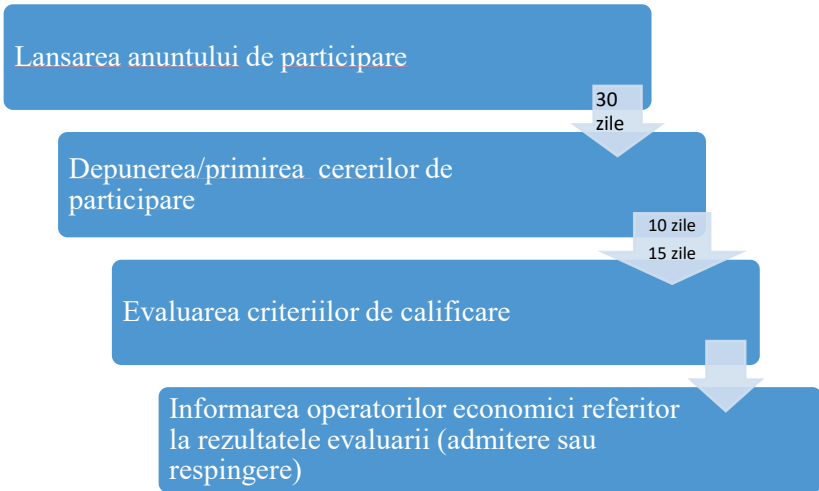 Lansarea anuntului de participare
30
zile
Depunerea/primirea cererilor de
participare
10 zile
15 zile
Evaluarea criteriilor de calificare
Informarea operatorilor economici referitor
la rezultatele evaluarii (admitere sau
respingere)